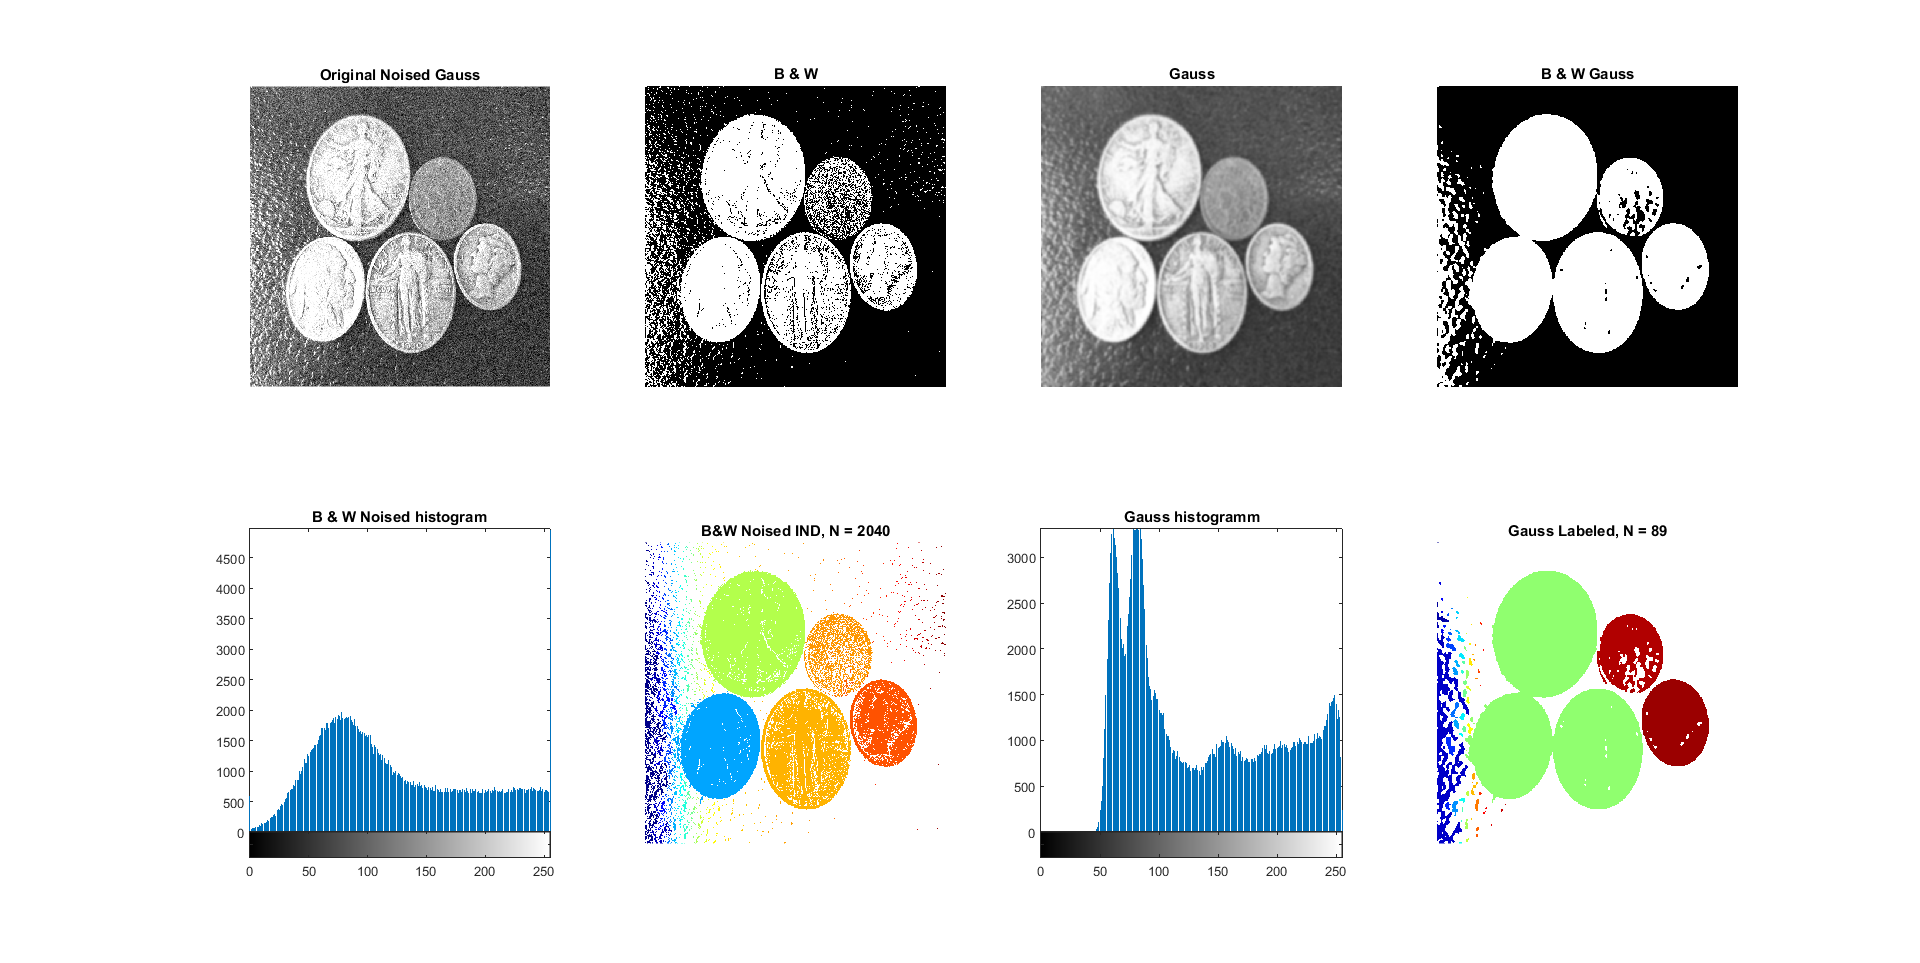 Original Noised Gauss
B & W
Gauss
B & W Gauss
B & W Noised histogram
B&W Noised IND, N = 2040
Gauss histogramm
Gauss Labeled, N = 89
4500
4000
3500
3000
2500
2000
1500
1000
500
0
0 50 100 150 200 250
3000
2500
2000
1500
1000
500
0
0 50 100 150 200 250